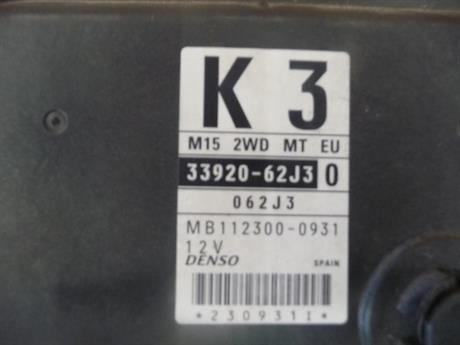 K 3
M15 2WD MT EU
33920-62J3 0
062J3
MB112300-0931
12V
DENSO SPAIN
*230931I*